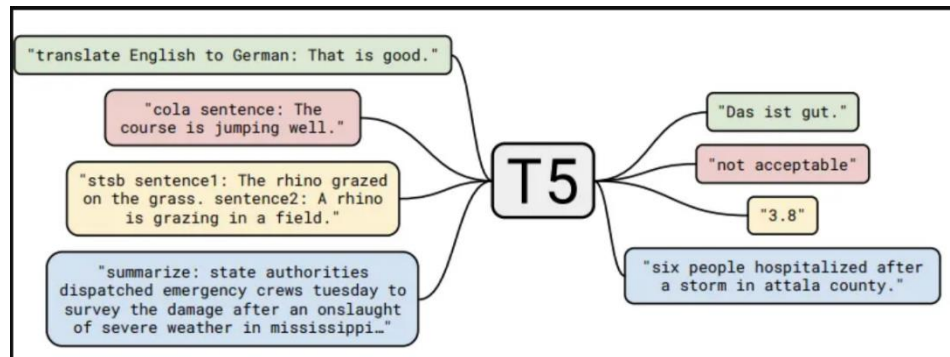 "translate English to German: That is good."
"cola sentence: The
course is jumping well."
"stsb sentence1: The rhino grazed
on the grass. sentence2: A rhino
is grazing in a field."
"summarize: state authorities
dispatched emergency crews tuesday to
survey the damage after an onslaught
of severe weather in mississippi…"
T5
"Das ist gut."
"not acceptable"
"3.8"
"six people hospitalized after
a storm in attala county."